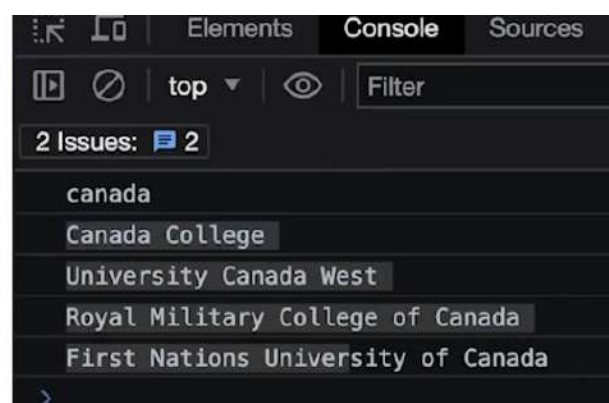 Elements Console Sources
top Filter
2 Issues: 2
canada
Canada College
University Canada West
Royal Military College of Canada
First Nations University of Canada